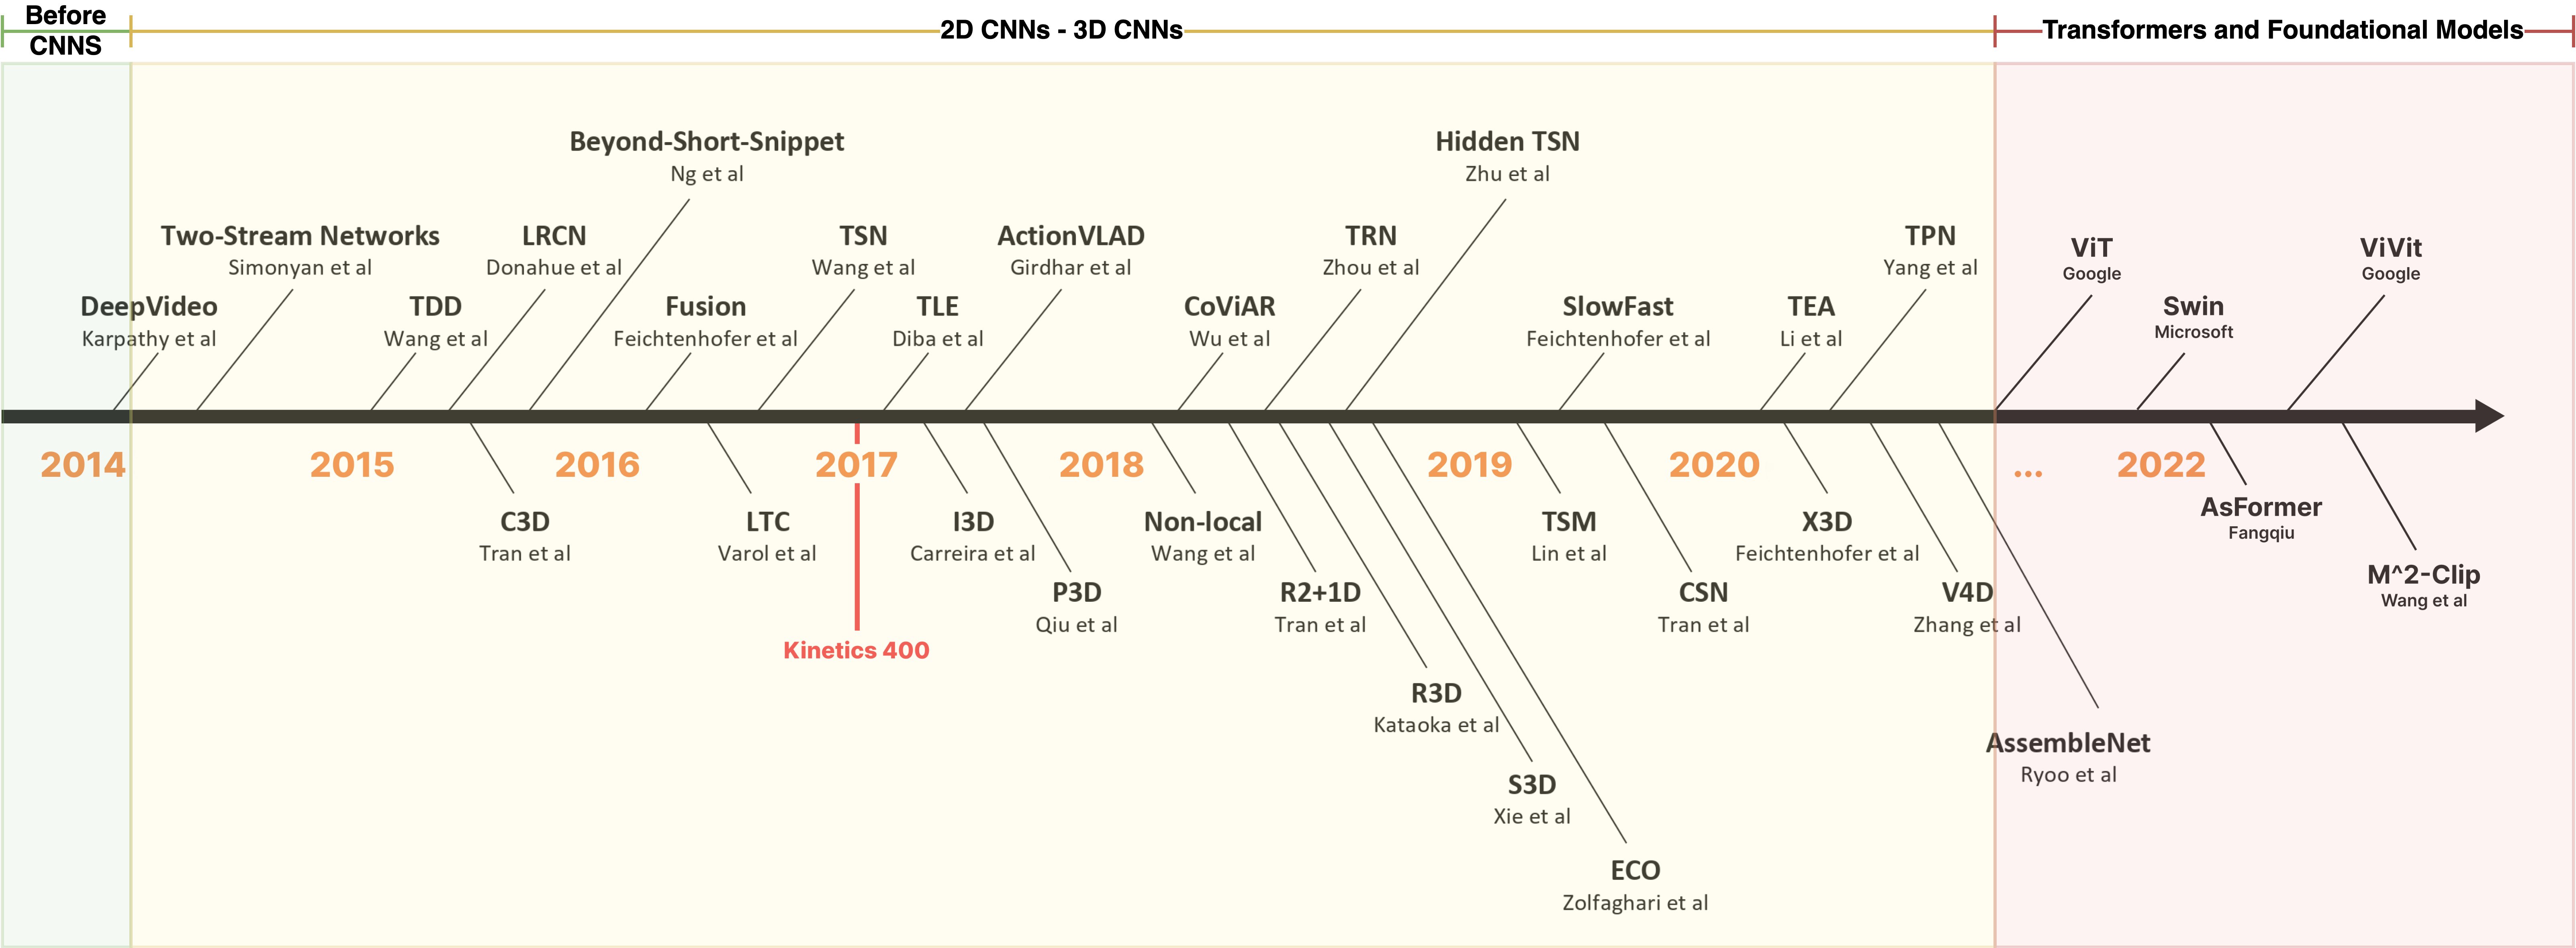 Before
CNNS
2D CNNs - 3D CNNs
Transformers and Foundational Models
Beyond-Short-Snippet
Ng et al
Hidden TSN
Zhu et al
Two-Stream Networks
Simonyan et al
LRCN
Donahue et al
TSN
Wang et al
ActionVLAD
Girdhar et al
TRN
Zhou et al
TPN
Yang et al
ViT
Google
ViVit
Google
DeepVideo
Karpathy et al
TDD
Wang et al
Fusion
Feichtenhofer et al
TLE
Diba et al
CoViAR
Wu et al
SlowFast
Feichtenhofer et al
TEA
Li et al
Swin
Microsoft
2014
2015
2016
2017
2018
2019
2020
...
2022
C3D
Tran et al
LTC
Varol et al
I3D
Carreira et al
Non-local
Wang et al
TSM
Lin et al
X3D
Feichtenhofer et al
AsFormer
Fangqiu
P3D
Qiu et al
R2+1D
Tran et al
CSN
Tran et al
V4D
Zhang et al
M^2-Clip
Wang et al
Kinetics 400
R3D
Kataoka et al
AssembleNet
Ryoo et al
S3D
Xie et al
ECO
Zolfaghari et al